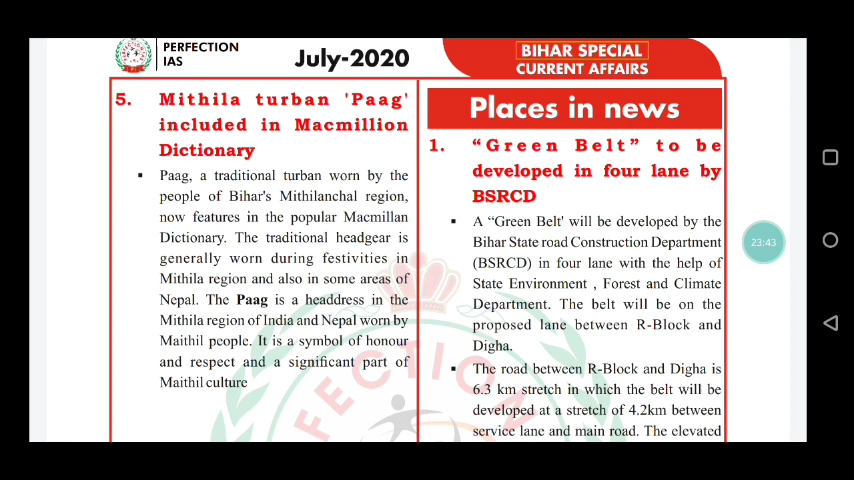 PERFECTION
IAS
July-2020
BIHAR SPECIAL
CURRENT AFFAIRS
5. Mithila turban 'Paag'
included in Macmillion
Dictionary
▪ Paag, a traditional turban worn by the
people of Bihar's Mithilanchal region,
now features in the popular Macmillan
Dictionary. The traditional headgear is
generally worn during festivities in
Mithila region and also in some areas of
Nepal. The Paag is a headdress in the
Mithila region of India and Nepal worn by
Maithil people. It is a symbol of honour
and respect and a significant part of
Maithil culture
Places in news
1. “Green Belt” to be
developed in four lane by
BSRCD
▪ A “Green Belt' will be developed by the
Bihar State road Construction Department
(BSRCD) in four lane with the help of
State Environment , Forest and Climate
Department. The belt will be on the
proposed lane between R-Block and
Digha.
▪ The road between R-Block and Digha is
6.3 km stretch in which the belt will be
developed at a stretch of 4.2km between
service lane and main road. The elevated
23:43